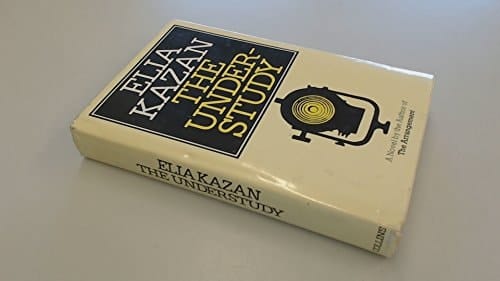 ELIA
KAZAN
THE
UNDER-
STUDY
A Novel by the Author of
The Arrangement
ELIA KAZAN
THE UNDERSTUDY
COLLINS